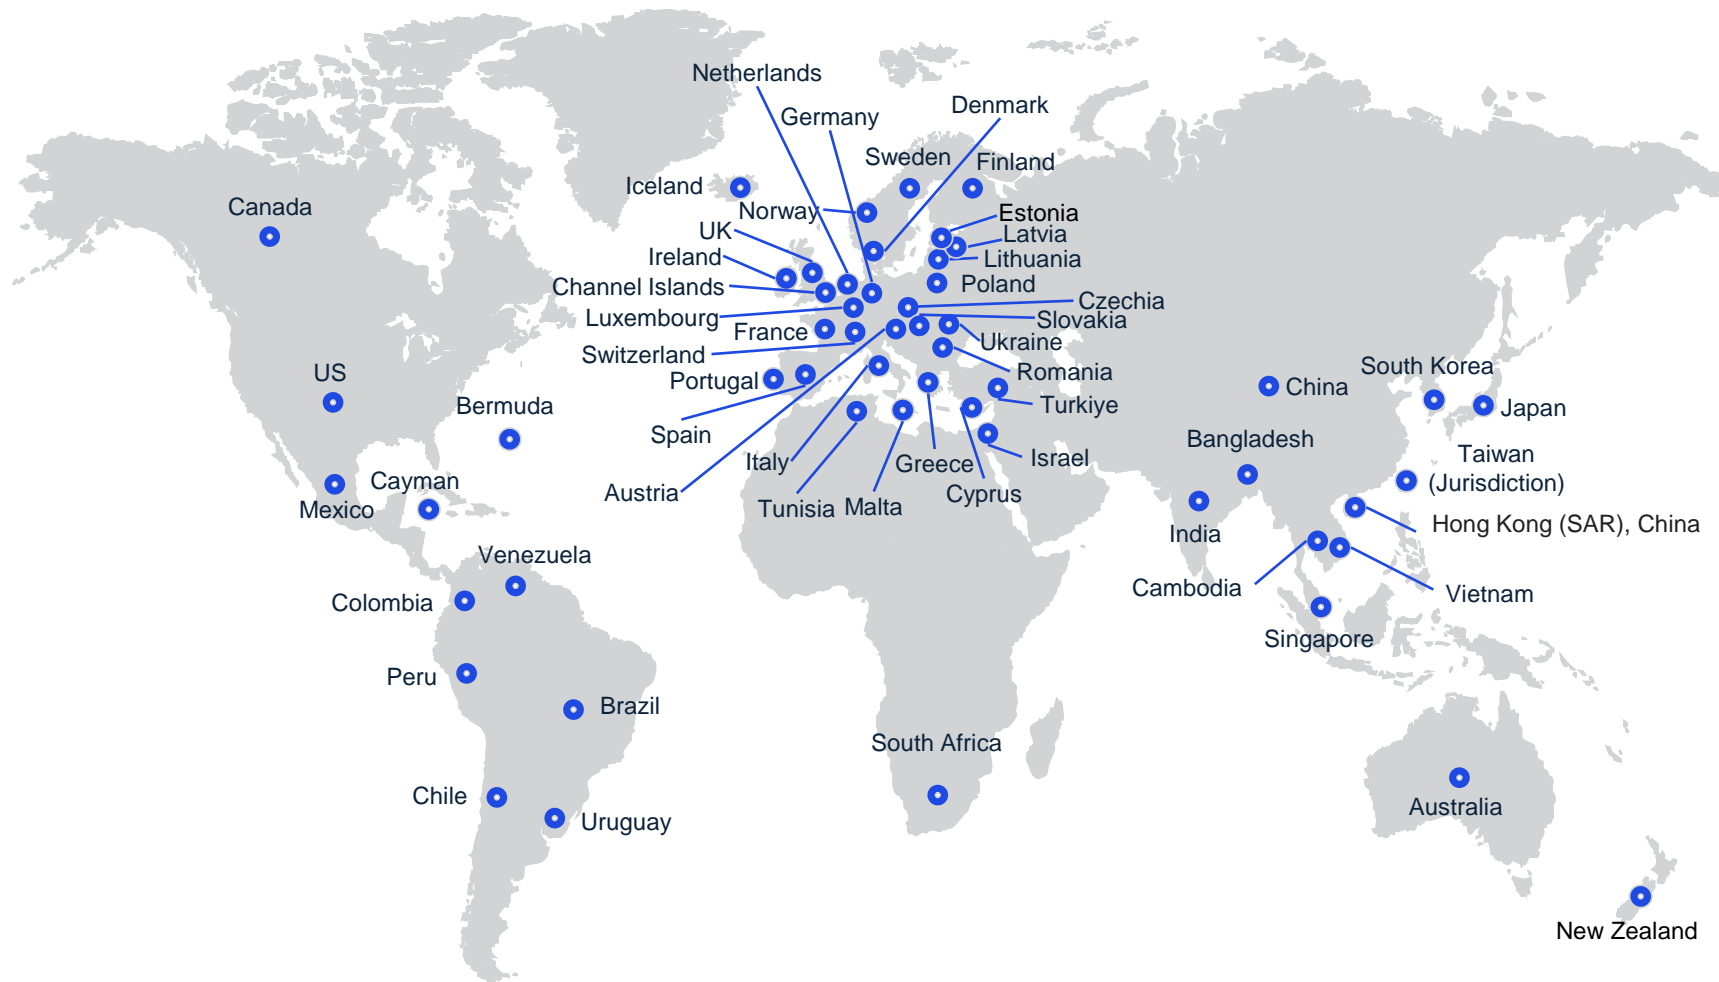 Netherlands
Denmark
Germany
Sweden
Finland
Iceland
Canada
Norway
Estonia
UK
Latvia
Ireland
Lithuania
Channel Islands
Poland
Czechia
Luxembourg
Slovakia
France
Ukraine
Switzerland
South Korea
US
Romania
Portugal
China
Bermuda
Turkiye
Japan
Spain
Bangladesh
Italy
Greece
Israel
Taiwan
(Jurisdiction)
Cayman
Austria
Cyprus
Mexico
Tunisia
Malta
Hong Kong (SAR), China
India
Venezuela
Cambodia
Vietnam
Colombia
Singapore
Peru
Brazil
South Africa
Chile
Australia
Uruguay
New Zealand